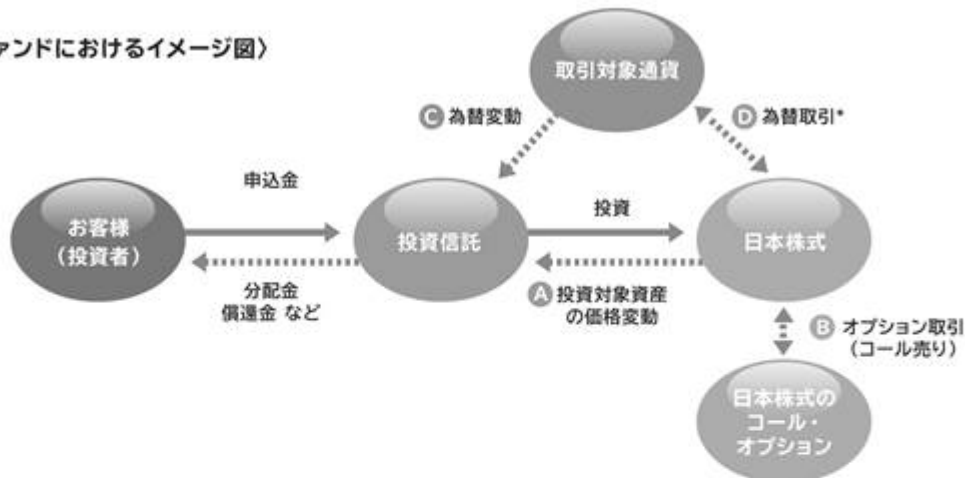 ァンドにおけるイメージ図〉
取引対象通貨
C 為替変動
D 為替取引*
申込金
投資
お客様
（投資者）
投資信託
日本株式
分配金
償還金 など
A 投資対象資産
の価格変動
B オプション取引
（コール売り）
日本株式の
コール・
オプション